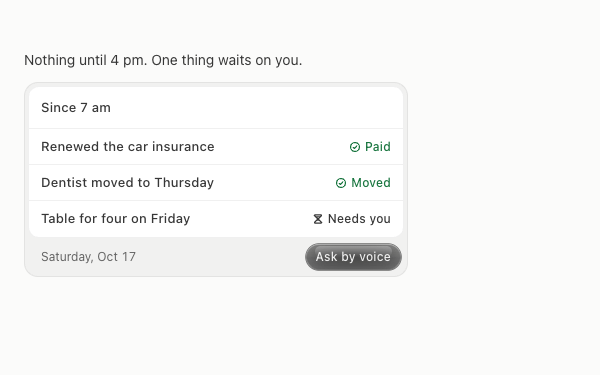 Nothing until 4 pm. One thing waits on you.
Since 7 am
Renewed the car insurance Paid
Dentist moved to Thursday Moved
Table for four on Friday Needs you
Saturday, Oct 17 Ask by voice